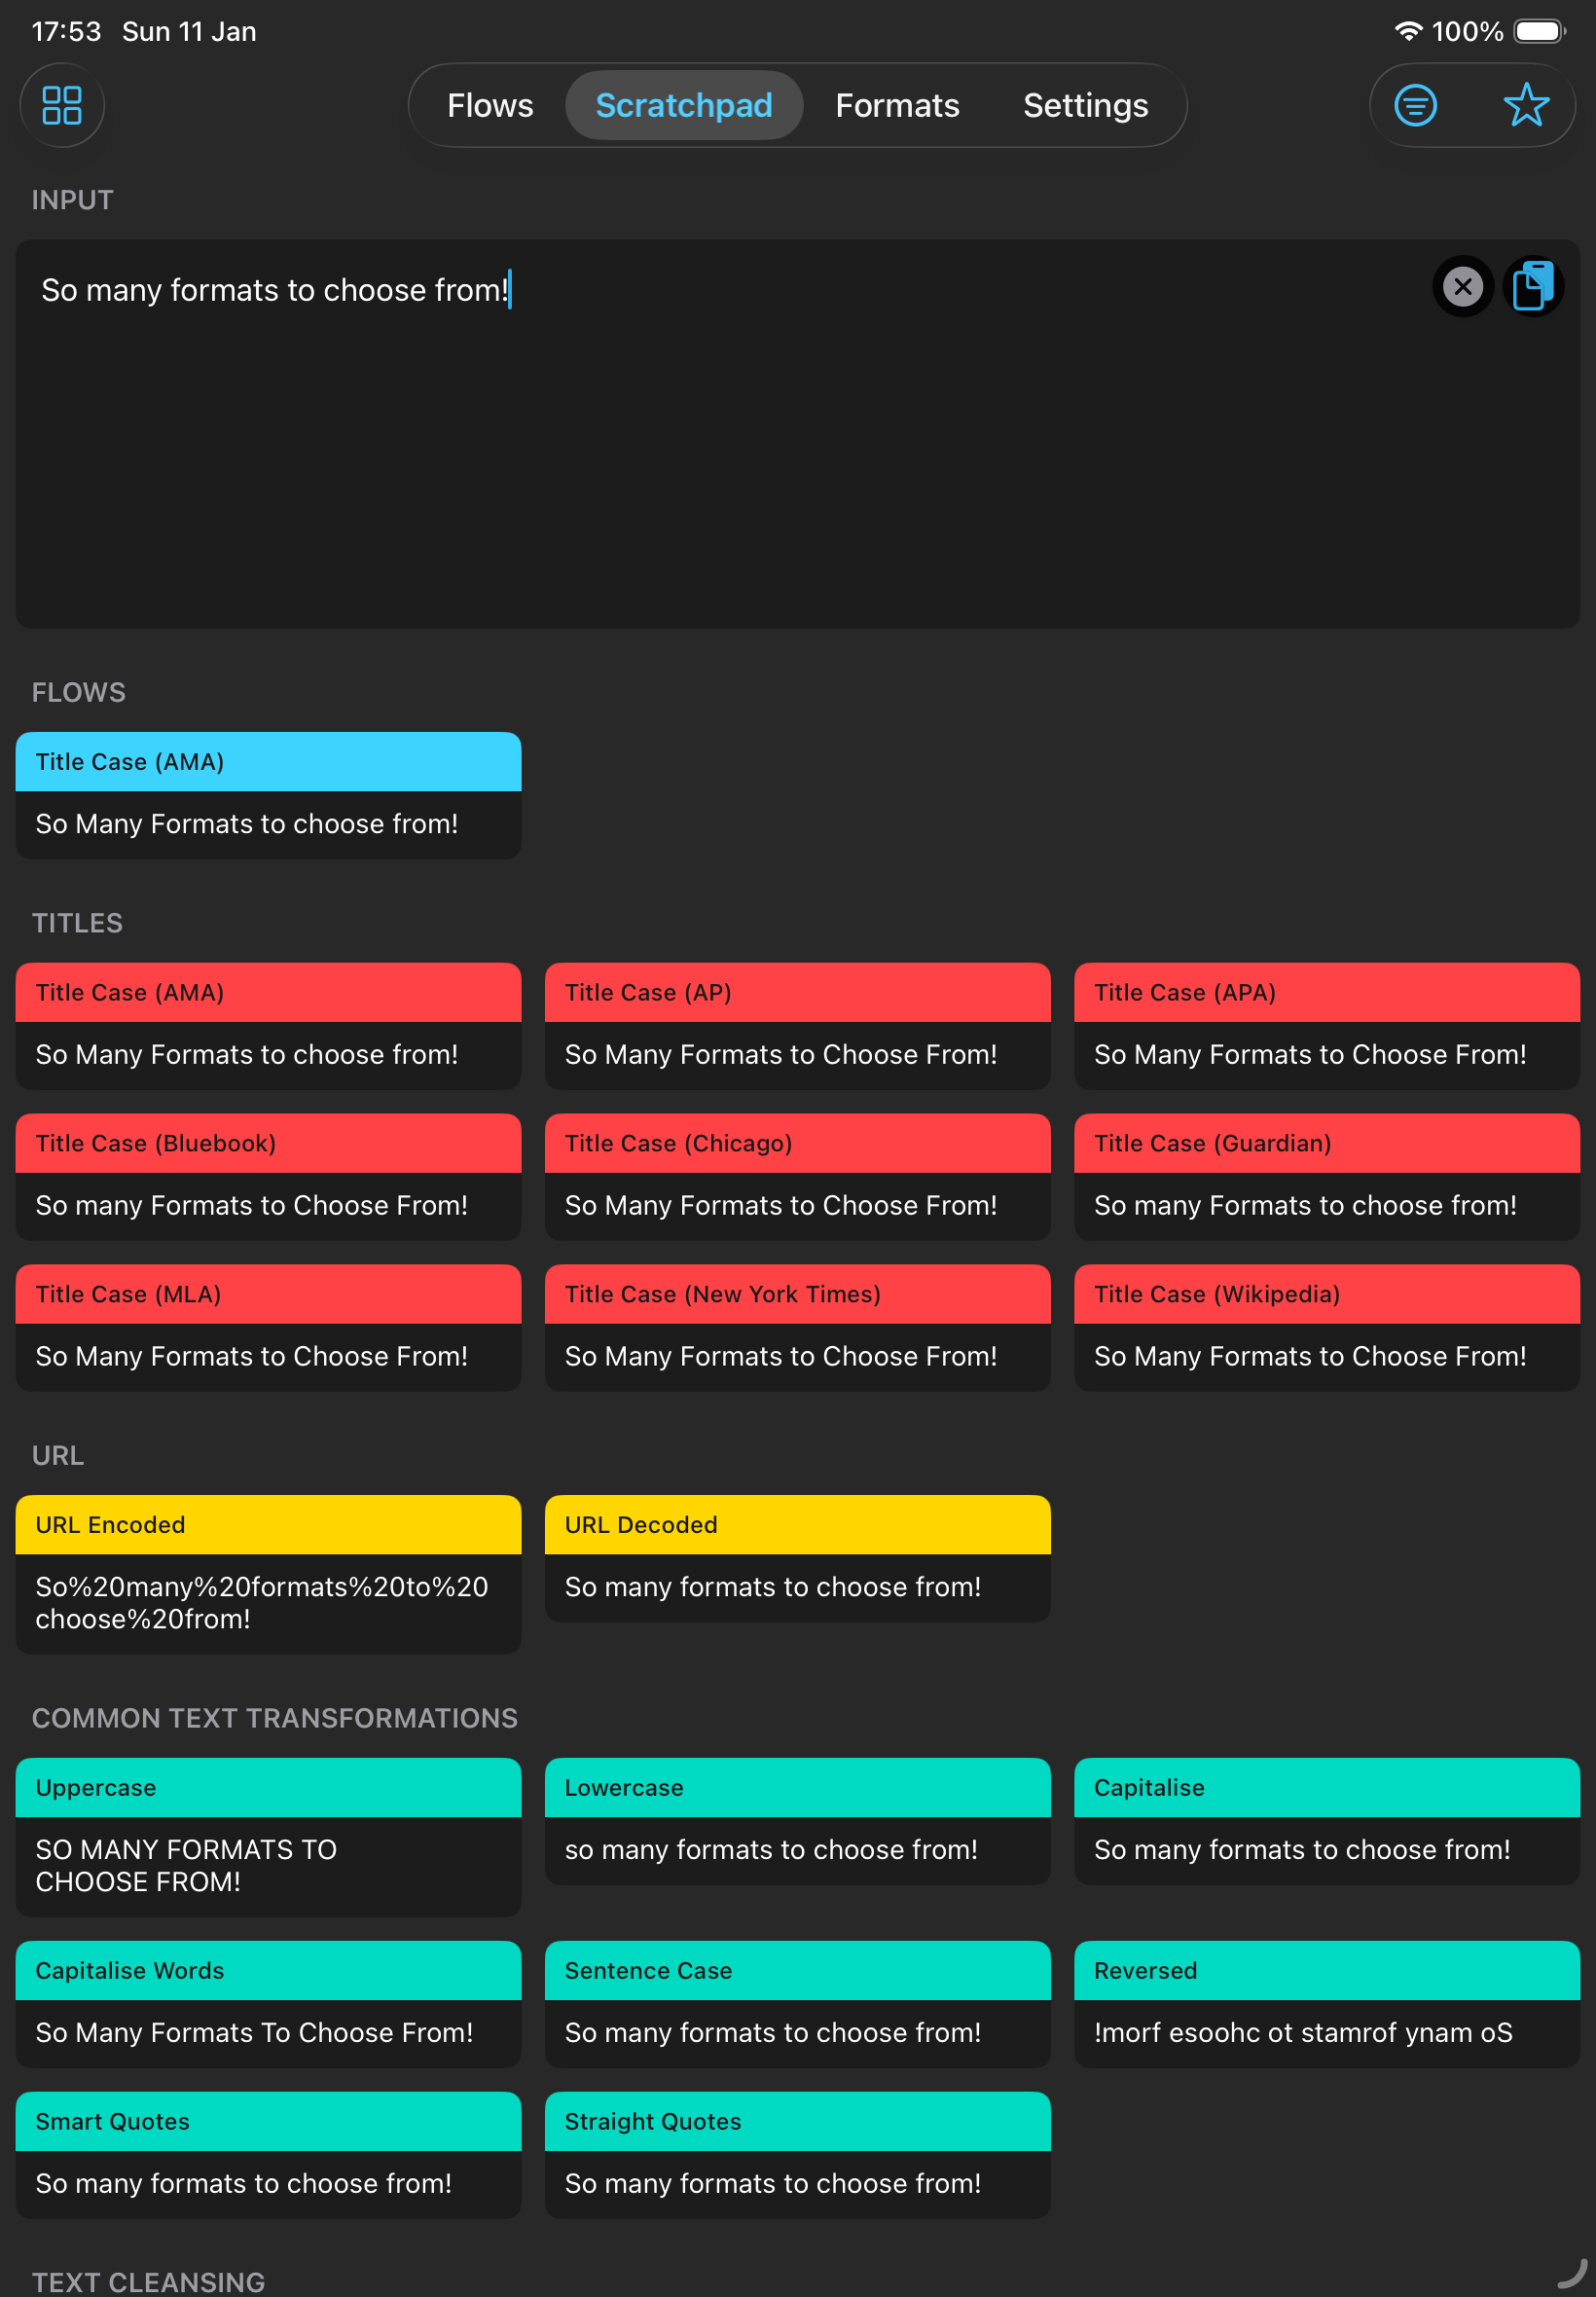 17:53 Sun 11 Jan
100%
Flows Scratchpad Formats Settings
INPUT
So many formats to choose from!
FLOWS
Title Case (AMA)
So Many Formats to choose from!
TITLES
Title Case (AMA)
So Many Formats to choose from!
Title Case (AP)
So Many Formats to Choose From!
Title Case (APA)
So Many Formats to Choose From!
Title Case (Bluebook)
So many Formats to Choose From!
Title Case (Chicago)
So Many Formats to Choose From!
Title Case (Guardian)
So many Formats to choose from!
Title Case (MLA)
So Many Formats to Choose From!
Title Case (New York Times)
So Many Formats to Choose From!
Title Case (Wikipedia)
So Many Formats to Choose From!
URL
URL Encoded
So%20many%20formats%20to%20
choose%20from!
URL Decoded
So many formats to choose from!
COMMON TEXT TRANSFORMATIONS
Uppercase
SO MANY FORMATS TO
CHOOSE FROM!
Lowercase
so many formats to choose from!
Capitalise
So many formats to choose from!
Capitalise Words
So Many Formats To Choose From!
Sentence Case
So many formats to choose from!
Reversed
!morf esoohc ot stamrof ynam oS
Smart Quotes
So many formats to choose from!
Straight Quotes
So many formats to choose from!
TEXT CLEANSING